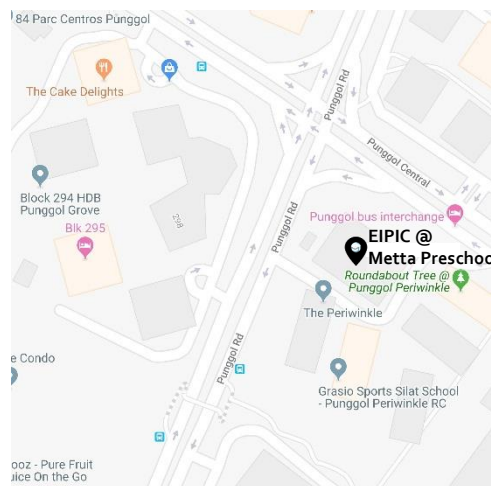 84 Parc Centros Punggol
The Cake Delights
Punggol Rd
Punggol Central
Block 294 HDB
Punggol Grove
Blk 295
298
Punggol Rd
Punggol bus interchange
EIPIC @
Metta Preschoo
Roundabout Tree @
Punggol Periwinkle
The Periwinkle
Punggol Rd
e Condo
Grasio Sports Silat School
- Punggol Periwinkle RC
ooz - Pure Fruit
uice On the Go